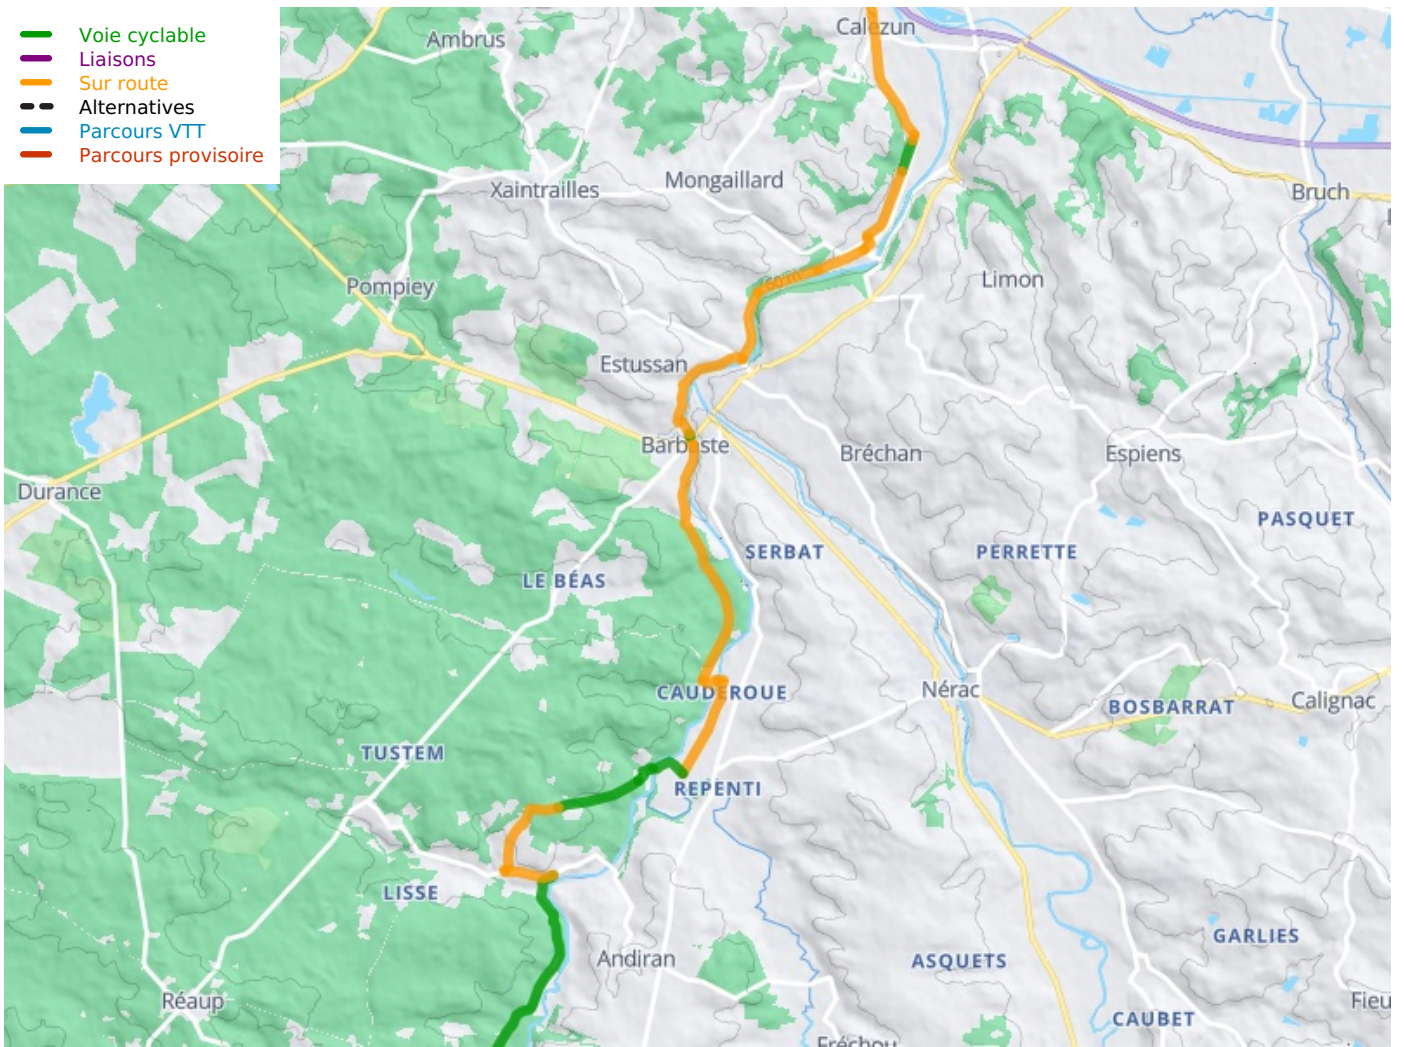 Voie cyclable
Liaisons
Sur route
Alternatives
Parcours VTT
Parcours provisoire
Calezun
Ambrus
Xaintrailles
Mongaillard
Bruch
Pompiey
60 m
Limon
Estussan
Barbaste
Bréchan
Espiens
Durance
PASQUET
SERBAT
PERRETTE
LE BÉAS
CAUDEROUE
Nérac
BOSBARRAT
Calignac
TUSTEM
REPENTI
LISSE
Andiran
ASQUETS
GARLIES
Réaup
Fieu
CAUBET
Fréchou